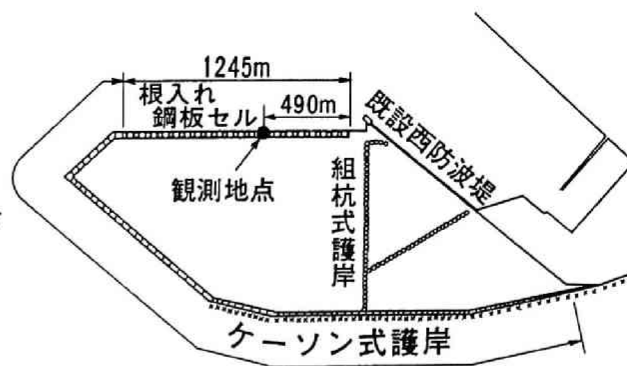 1245m
根入れ
鋼板セル
490m
観測地点
既設西防波堤
組杭式護岸
ケーソン式護岸